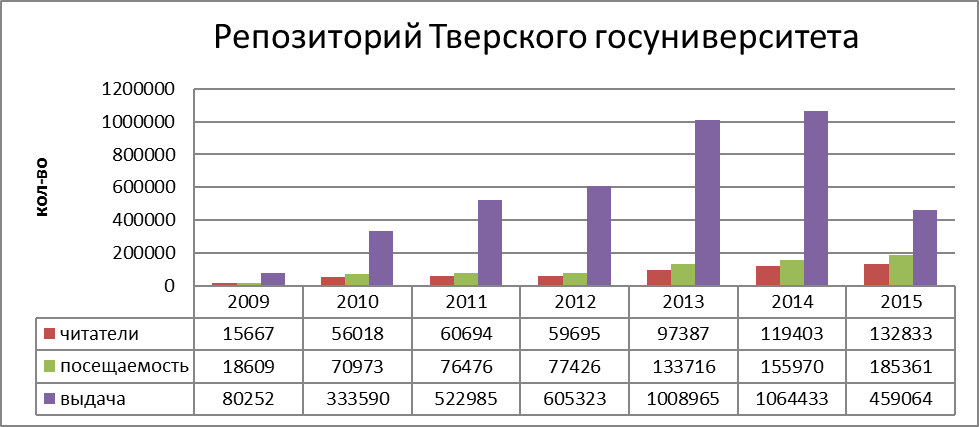 Репозиторий Тверского госуниверситета
кол-во
1200000
1000000
800000
600000
400000
200000
0
2009 2010 2011 2012 2013 2014 2015
читатели 15667 56018 60694 59695 97387 119403 132833
посещаемость 18609 70973 76476 77426 133716 155970 185361
выдача 80252 333590 522985 605323 1008965 1064433 459064